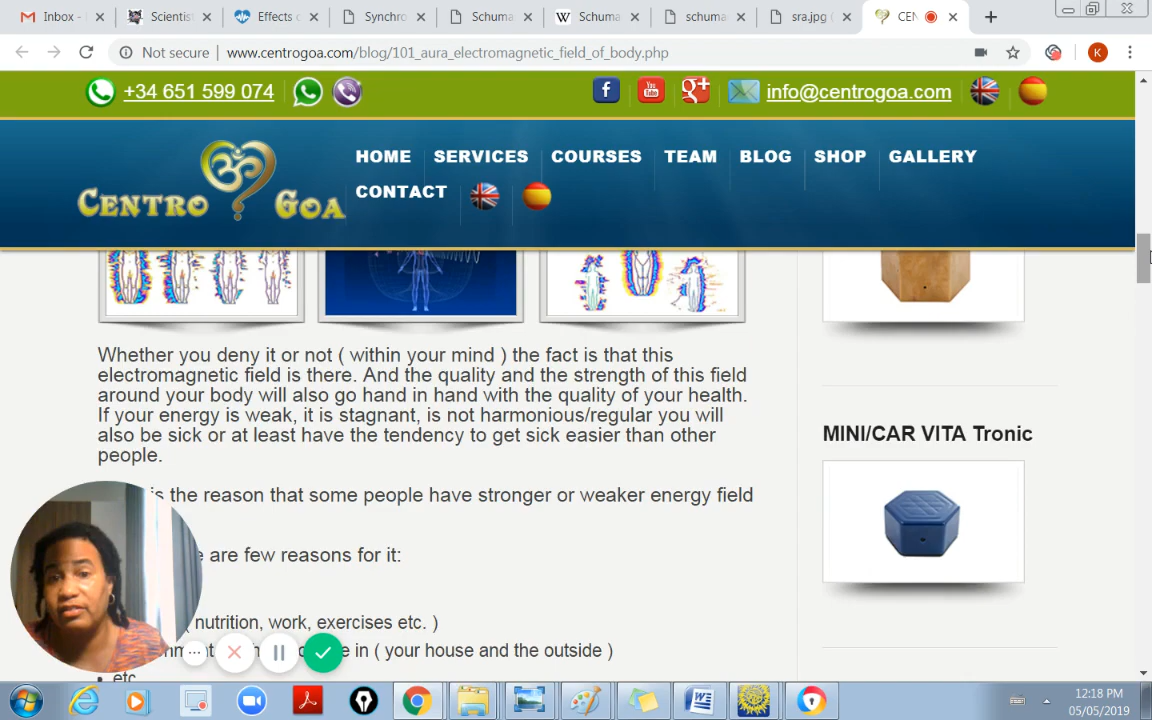 Inbox -
Scientis
Effects c
Synchro
Schuma
Schuma
schuma
sra.jpg (
CEN
Not secure
www.centrogoa.com/blog/101_aura_electromagnetic_field_of_body.php
K
+34 651 599 074
info@centrogoa.com
CENTRO GOA
HOME
SERVICES
COURSES
TEAM
BLOG
SHOP
GALLERY
CONTACT
Whether you deny it or not ( within your mind ) the fact is that this
electromagnetic field is there. And the quality and the strength of this field
around your body will also go hand in hand with the quality of your health.
If your energy is weak, it is stagnant, is not harmonious/regular you will
also be sick or at least have the tendency to get sick easier than other
people.
is the reason that some people have stronger or weaker energy field
are few reasons for it:
( nutrition, work, exercises etc. )
in ( your house and the outside )
etc
MINI/CAR VITA Tronic
12:18 PM
05/05/2019